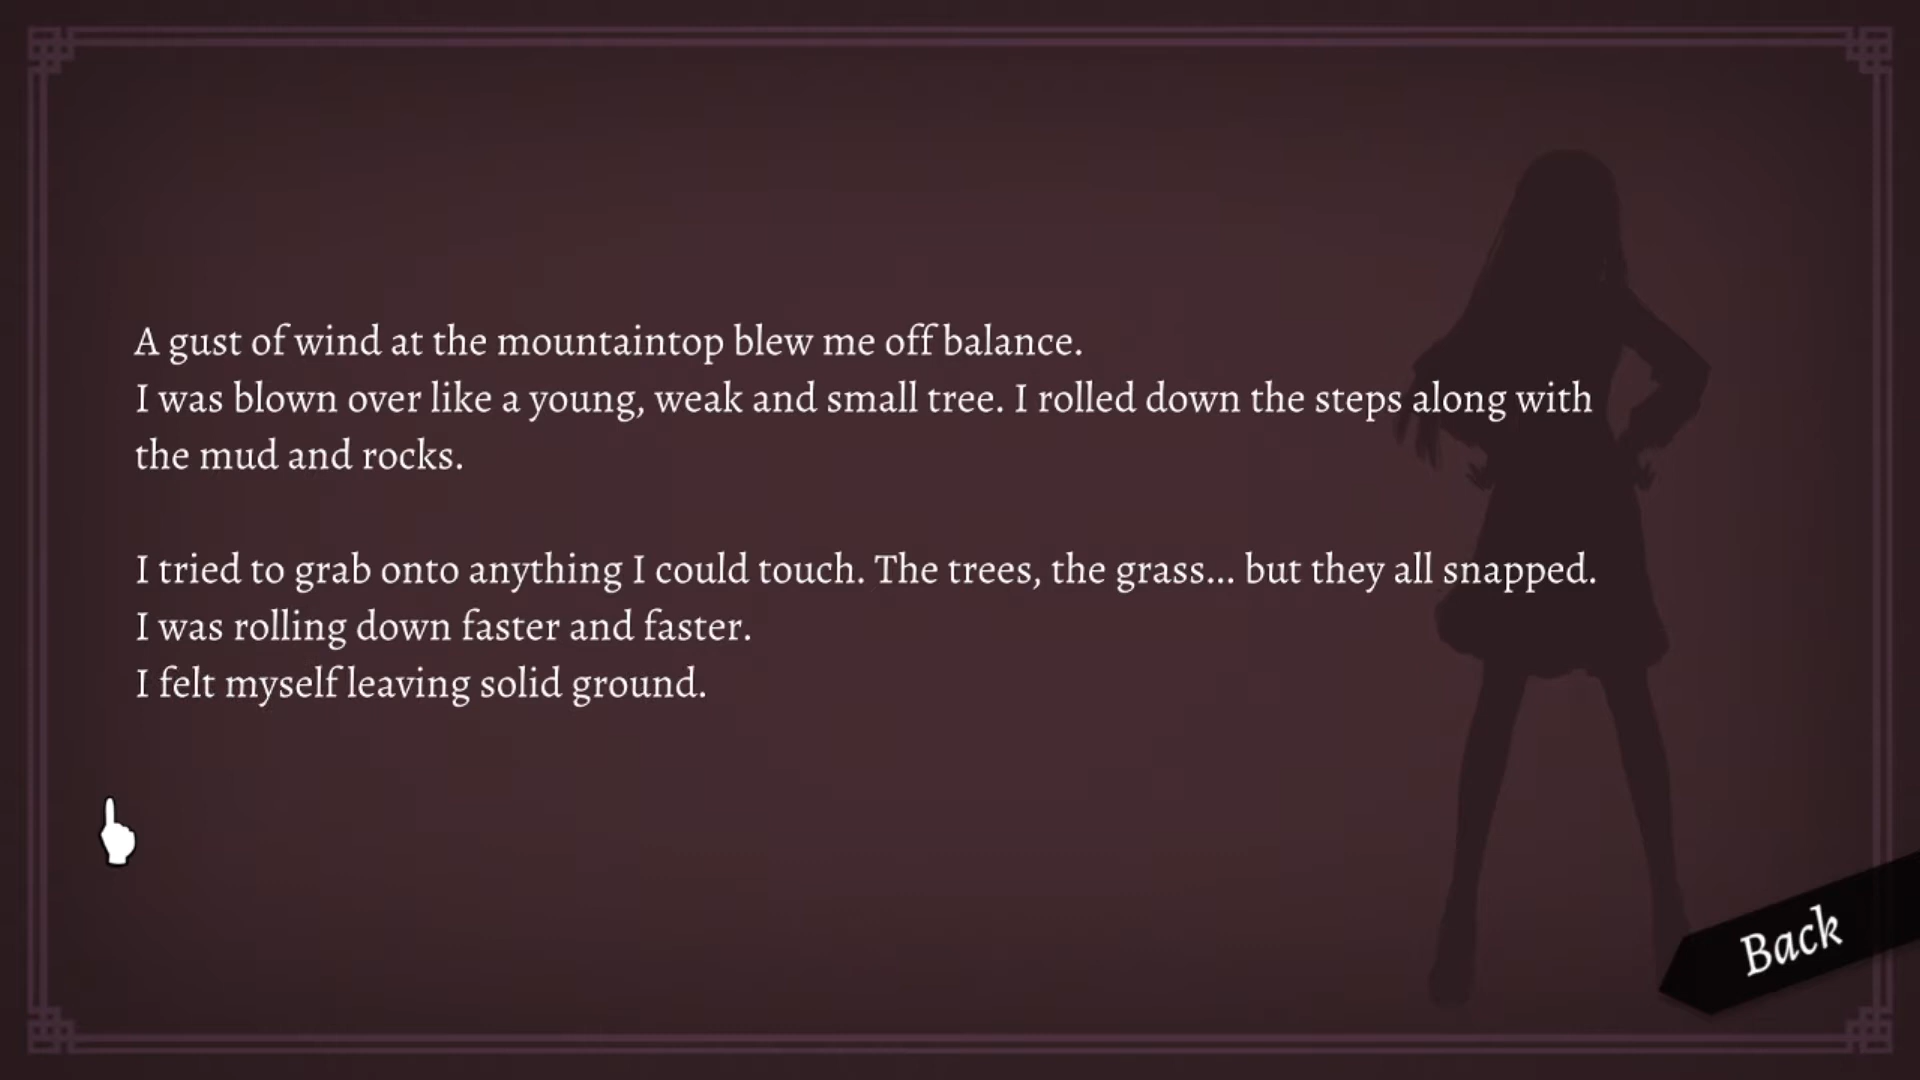 A gust of wind at the mountaintop blew me off balance.
I was blown over like a young, weak and small tree. I rolled down the steps along with
the mud and rocks.
I tried to grab onto anything I could touch. The trees, the grass... but they all snapped.
I was rolling down faster and faster.
I felt myself leaving solid ground.
Back